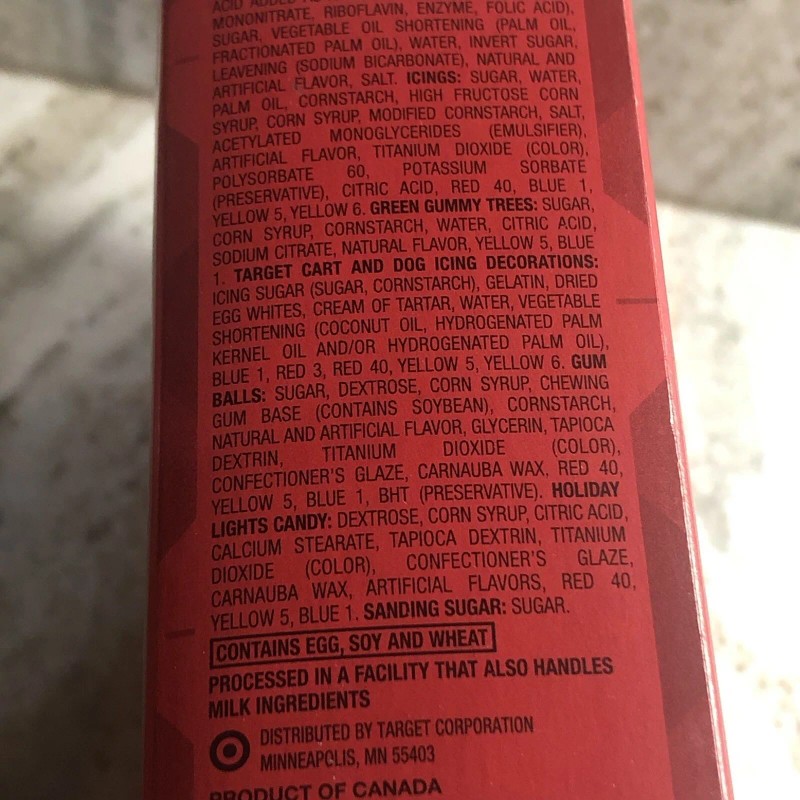 ACID ADDED
MONONITRATE, RIBOFLAVIN, ENZYME, FOLIC ACID),
SUGAR, VEGETABLE OIL SHORTENING (PALM OIL,
FRACTIONATED PALM OIL), WATER, INVERT SUGAR,
LEAVENING (SODIUM BICARBONATE), NATURAL AND
ARTIFICIAL FLAVOR, SALT. ICINGS: SUGAR, WATER,
PALM OIL, CORNSTARCH, HIGH FRUCTOSE CORN
SYRUP, CORN SYRUP, MODIFIED CORNSTARCH, SALT,
ACETYLATED MONOGLYCERIDES (EMULSIFIER),
ARTIFICIAL FLAVOR, TITANIUM DIOXIDE (COLOR),
POLYSORBATE 60, POTASSIUM SORBATE
(PRESERVATIVE), CITRIC ACID, RED 40, BLUE 1,
YELLOW 5, YELLOW 6. GREEN GUMMY TREES: SUGAR,
CORN SYRUP, CORNSTARCH, WATER, CITRIC ACID,
SODIUM CITRATE, NATURAL FLAVOR, YELLOW 5, BLUE
1. TARGET CART AND DOG ICING DECORATIONS:
ICING SUGAR (SUGAR, CORNSTARCH), GELATIN, DRIED
EGG WHITES, CREAM OF TARTAR, WATER, VEGETABLE
SHORTENING (COCONUT OIL, HYDROGENATED PALM
KERNEL OIL AND/OR HYDROGENATED PALM OIL),
BLUE 1, RED 3, RED 40, YELLOW 5, YELLOW 6. GUM
BALLS: SUGAR, DEXTROSE, CORN SYRUP, CHEWING
GUM BASE (CONTAINS SOYBEAN), CORNSTARCH,
NATURAL AND ARTIFICIAL FLAVOR, GLYCERIN, TAPIOCA
DEXTRIN, TITANIUM DIOXIDE (COLOR),
CONFECTIONER'S GLAZE, CARNAUBA WAX, RED 40,
YELLOW 5, BLUE 1, BHT (PRESERVATIVE). HOLIDAY
LIGHTS CANDY: DEXTROSE, CORN SYRUP, CITRIC ACID,
CALCIUM STEARATE, TAPIOCA DEXTRIN, TITANIUM
DIOXIDE (COLOR), CONFECTIONER'S GLAZE,
CARNAUBA WAX, ARTIFICIAL FLAVORS, RED 40,
YELLOW 5, BLUE 1. SANDING SUGAR: SUGAR.
CONTAINS EGG, SOY AND WHEAT
PROCESSED IN A FACILITY THAT ALSO HANDLES
MILK INGREDIENTS
DISTRIBUTED BY TARGET CORPORATION
MINNEAPOLIS, MN 55403
PRODUCT OF CANADA